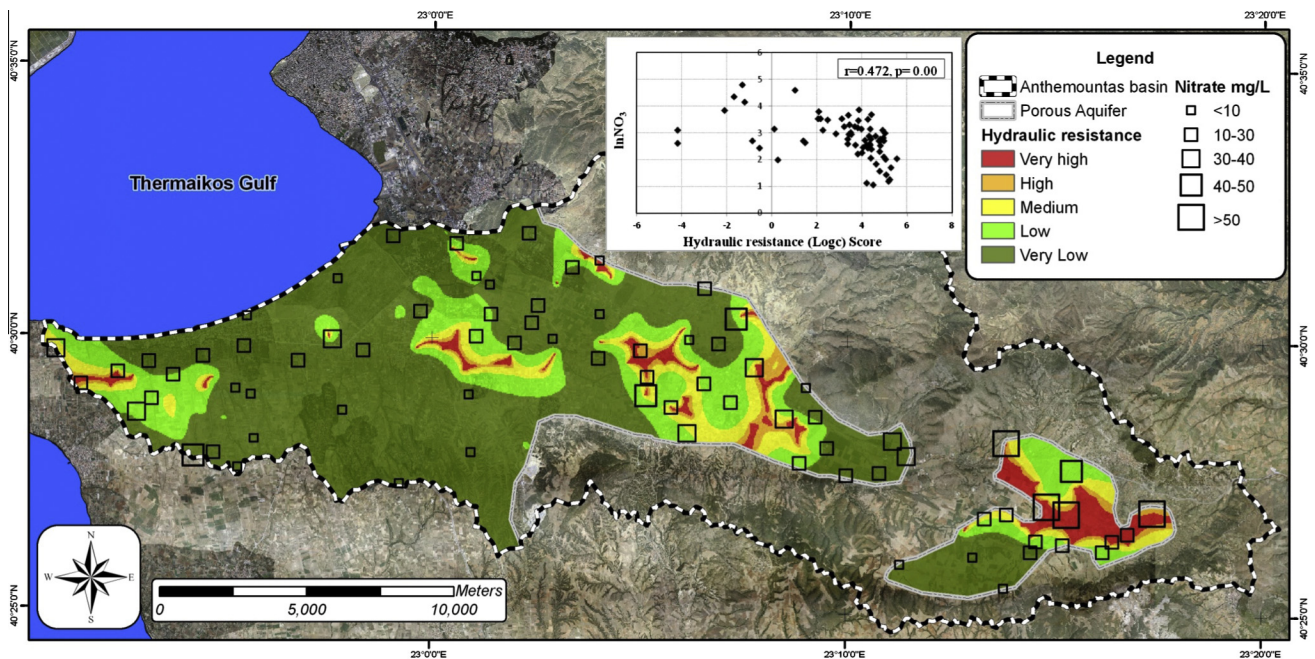 23°0'0"E
23°10'0"E
23°20'0"E
40°35'0"N
40°35'0"N
Thermaikos Gulf
6
5
4
3
2
1
0
r=0.472, p= 0.00
lnNO3
-6
-4
-2
0
2
4
6
8
Hydraulic resistance (Logc) Score
Legend
Anthemountas basin
Porous Aquifer
Hydraulic resistance
Very high
High
Medium
Low
Very Low
Nitrate mg/L
<10
10-30
30-40
40-50
>50
40°30'0"N
40°30'0"N
N
W
E
S
Meters
0
5,000
10,000
40°25'0"N
40°25'0"N
23°0'0"E
23°10'0"E
23°20'0"E